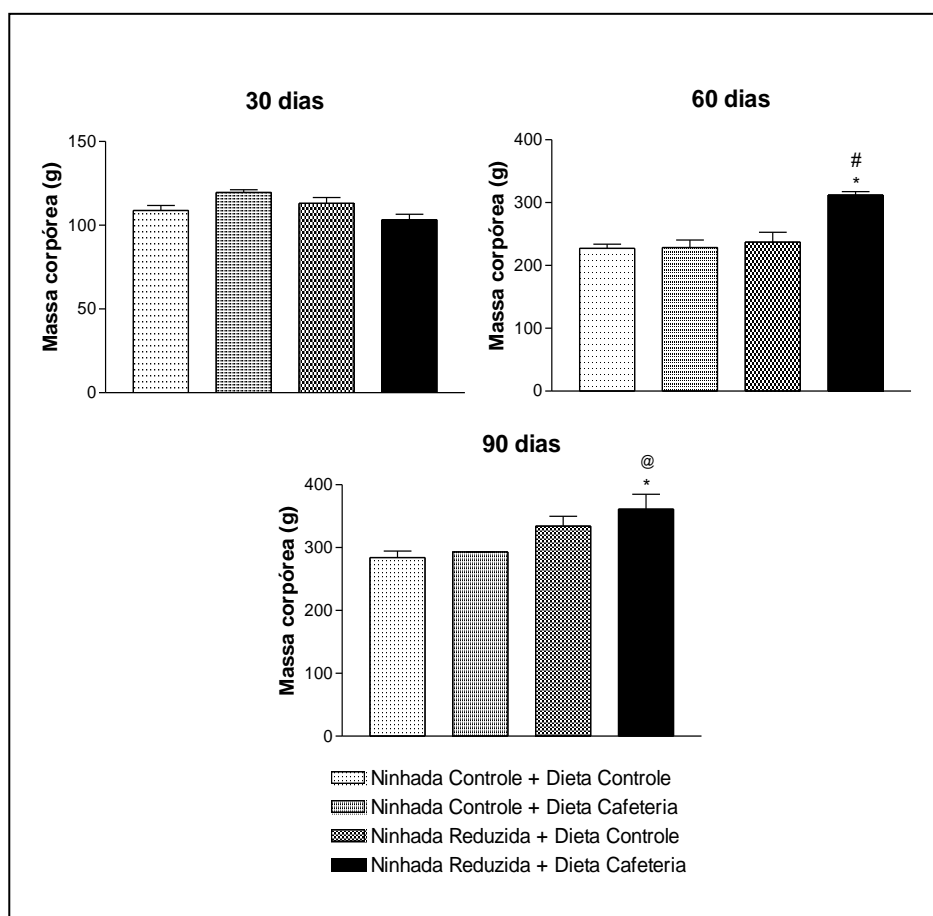 30 dias
Massa corpórea (g)
150
100
50
0
60 dias
Massa corpórea (g)
400
300
200
100
0
#
*
90 dias
Massa corpórea (g)
400
300
200
100
0
@
*
Ninhada Controle + Dieta Controle
Ninhada Controle + Dieta Cafeteria
Ninhada Reduzida + Dieta Controle
Ninhada Reduzida + Dieta Cafeteria